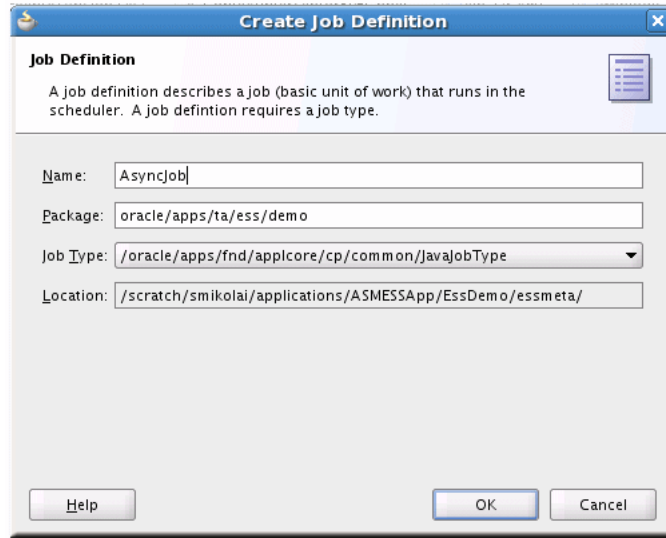 Create Job Definition
Job Definition
A job definition describes a job (basic unit of work) that runs in the
scheduler. A job defintion requires a job type.
Name: AsyncJob
Package: oracle/apps/ta/ess/demo
Job Type: /oracle/apps/fnd/applcore/cp/common/JavaJobType
Location: /scratch/smikolai/applications/ASMESSApp/EssDemo/essmeta/
Help OK Cancel